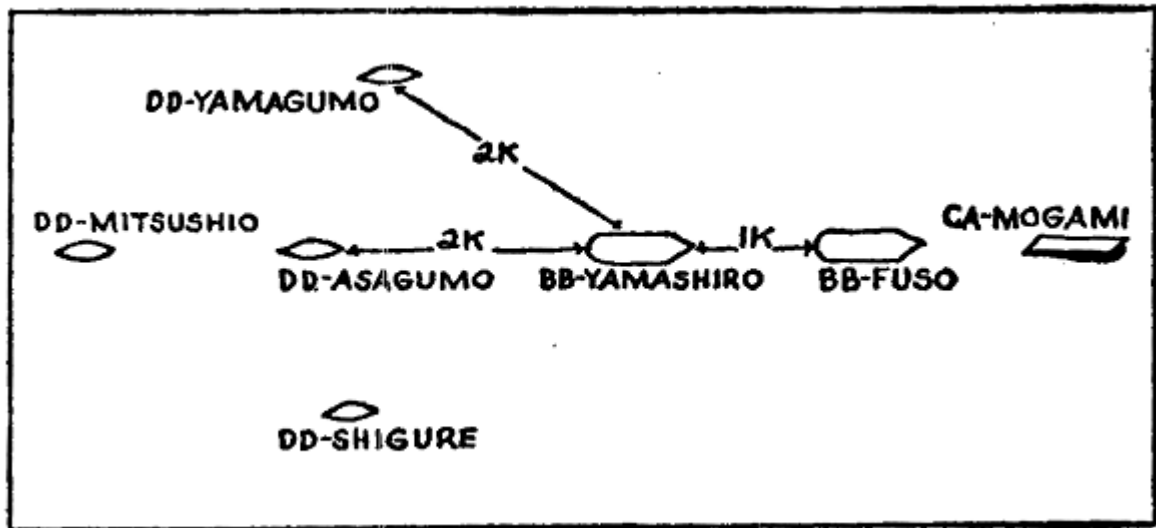 DD-YAMAGUMO
2K
DD-MITSUSHIO
CA-MOGAMI
2K
1K
DD-ASAGUMO
BB-YAMASHIRO
BB-FUSO
DD-SHIGURE